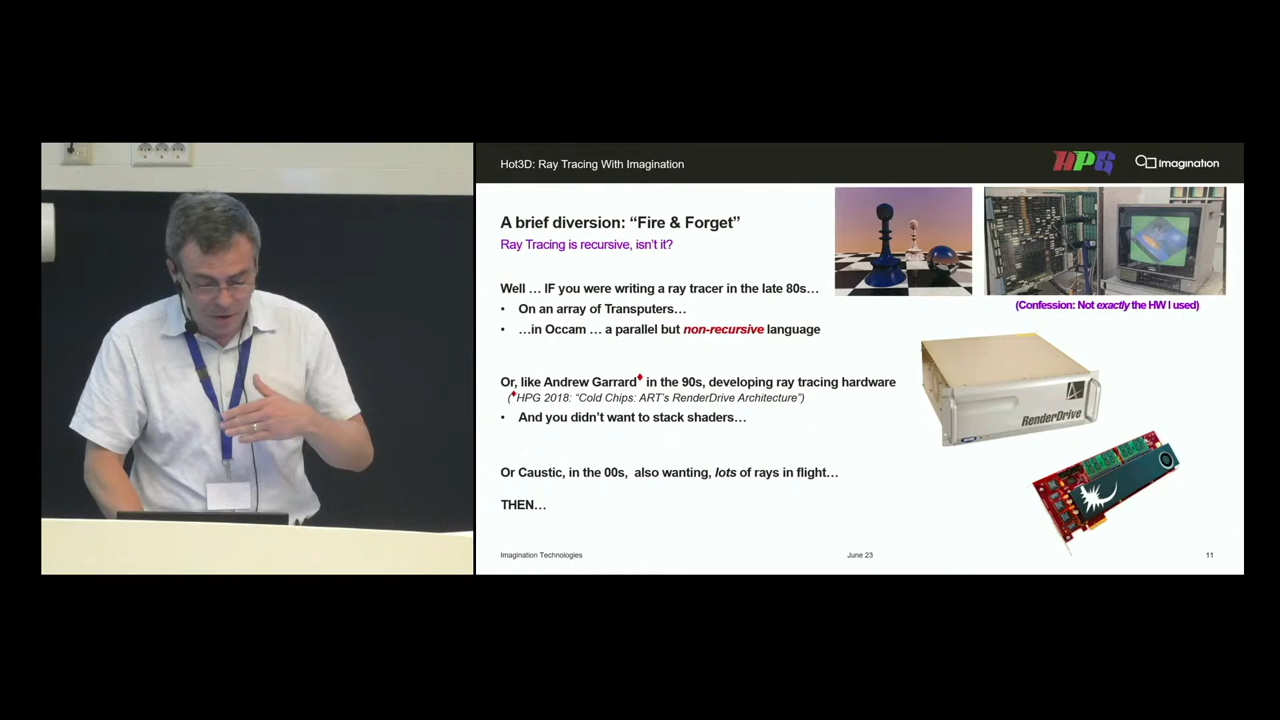 Hot3D: Ray Tracing With Imagination
HPG
Imagination
A brief diversion: “Fire & Forget”
Ray Tracing is recursive, isn’t it?
Well … IF you were writing a ray tracer in the late 80s…
(Confession: Not exactly the HW I used)
• On an array of Transputers…
• …in Occam … a parallel but non-recursive language
Or, like Andrew Garrard♦ in the 90s, developing ray tracing hardware
(♦HPG 2018: “Cold Chips: ART’s RenderDrive Architecture”)
• And you didn’t want to stack shaders…
RenderDrive
Or Caustic, in the 00s, also wanting, lots of rays in flight…
THEN…
Imagination Technologies
June 23
11